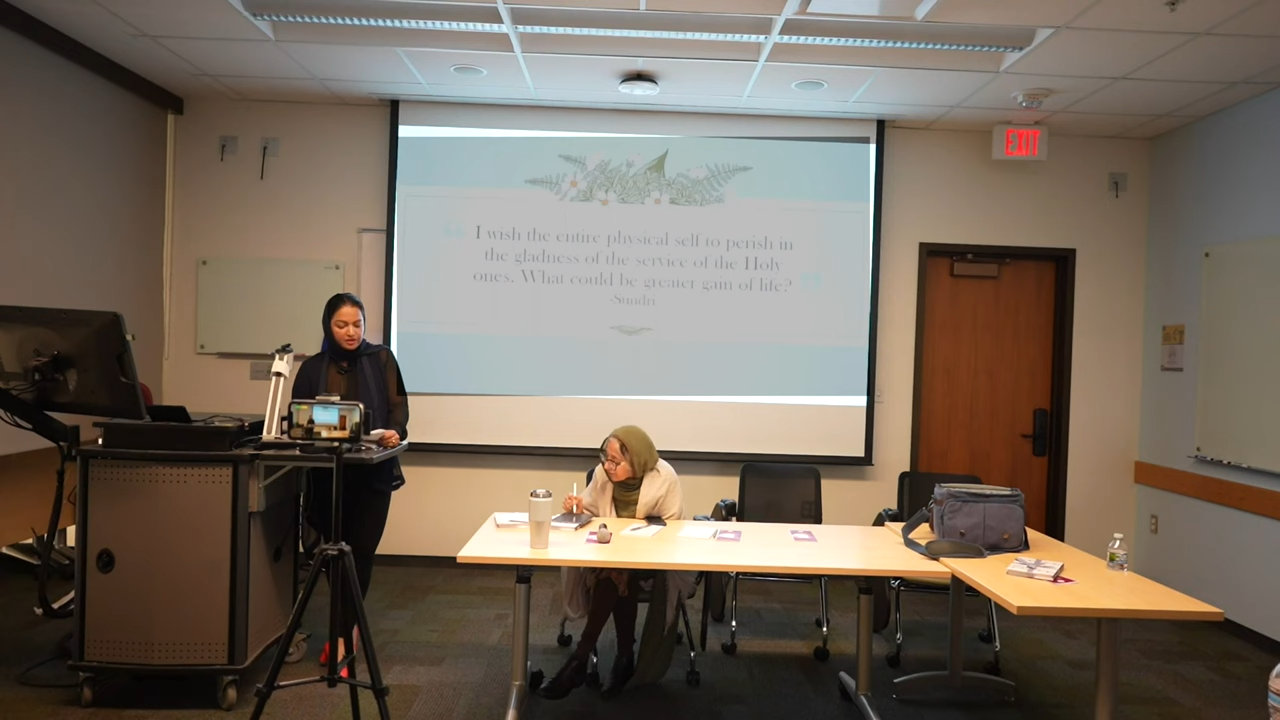 I wish the entire physical self to perish in
the gladness of the service of the Holy
ones. What could be greater gain of life?
-Sundri
EXIT